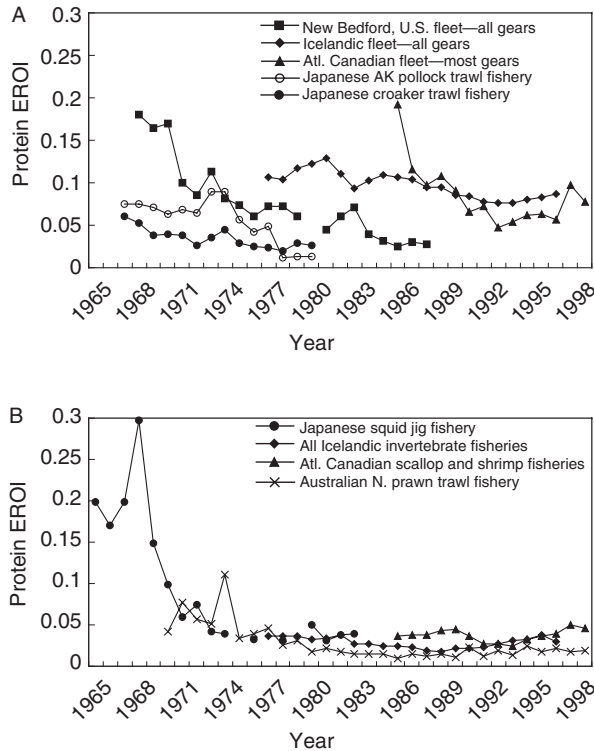 A
0.3
0.25
0.2
0.15
0.1
0.05
0
Protein EROI
New Bedford, U.S. fleet—all gears
Icelandic fleet—all gears
Atl. Canadian fleet—most gears
Japanese AK pollock trawl fishery
Japanese croaker trawl fishery
1965 1968 1971 1974 1977 1980 1983 1986 1989 1992 1995 1998
Year
B
0.3
0.25
0.2
0.15
0.1
0.05
0
Protein EROI
Japanese squid jig fishery
All Icelandic invertebrate fisheries
Atl. Canadian scallop and shrimp fisheries
Australian N. prawn trawl fishery
1965 1968 1971 1974 1977 1980 1983 1986 1989 1992 1995 1998
Year